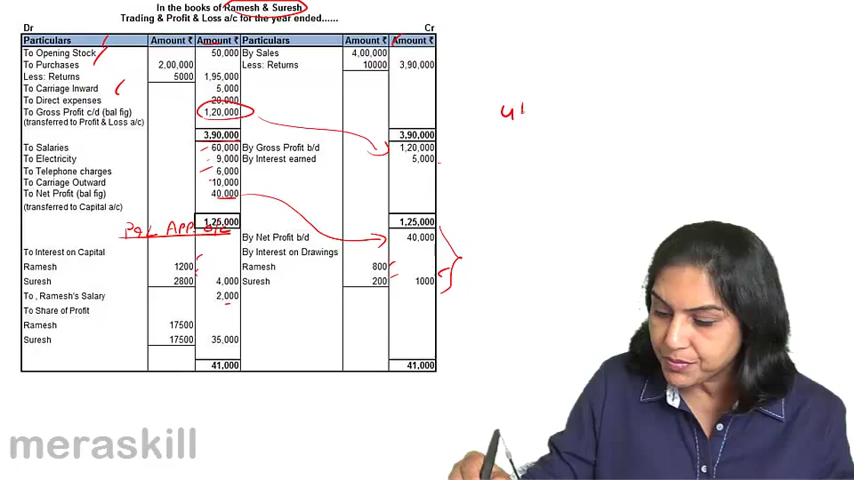 In the books of Ramesh & Suresh
Trading & Profit & Loss a/c for the year ended......
Dr Cr
Particulars Amount ₹ Amount ₹ Particulars Amount ₹ Amount ₹
To Opening Stock 50,000 By Sales 4,00,000
To Purchases 2,00,000 Less: Returns 10000 3,90,000
Less: Returns 5000 1,95,000
To Carriage Inward 5,000
To Direct expenses 20,000
To Gross Profit c/d (bal fig) 1,20,000
(transferred to Profit & Loss a/c)
3,90,000 3,90,000
To Salaries 60,000 By Gross Profit b/d 1,20,000
To Electricity 9,000 By Interest earned 5,000
To Telephone charges 6,000
To Carriage Outward 10,000
To Net Profit (bal fig) 40,000
(transferred to Capital a/c)
1,25,000 1,25,000
P&L APP. a/c
By Net Profit b/d 40,000
To Interest on Capital By Interest on Drawings
Ramesh 1200 Ramesh 800
Suresh 2800 4,000 Suresh 200 1000
To , Ramesh's Salary 2,000
To Share of Profit
Ramesh 17500
Suresh 17500 35,000
41,000 41,000
meraskill